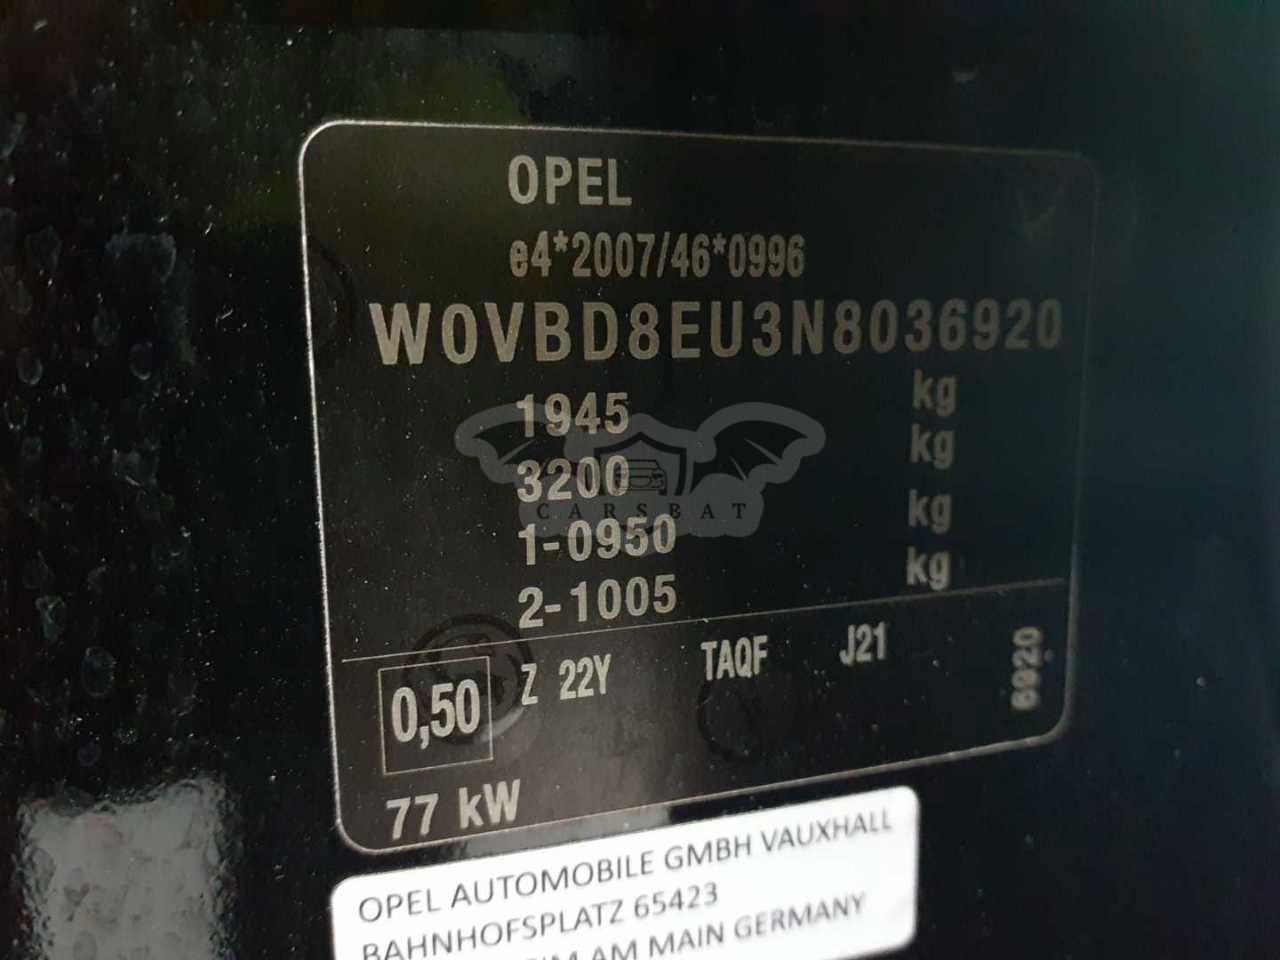 OPEL
e4*2007/46*0996
W0VBD8EU3N8036920
1945 kg
3200 kg
CARSBAT
1-0950 kg
2-1005 kg
0,50 Z 22Y TAQF J21
6920
77 kW
OPEL AUTOMOBILE GMBH VAUXHALL
BAHNHOFSPLATZ 65423
AM MAIN GERMANY